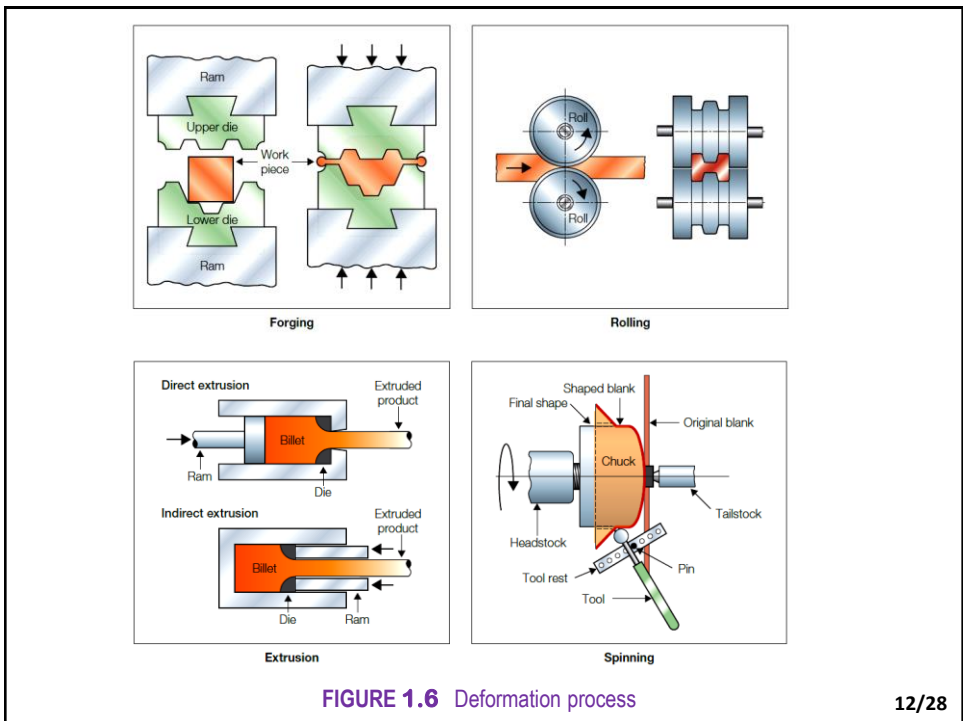 Ram
Upper die
Work
piece
Lower die
Ram
Forging
Roll
Roll
Rolling
Direct extrusion
Extruded
product
Billet
Ram
Die
Indirect extrusion
Extruded
product
Billet
Die
Ram
Extrusion
Shaped blank
Final shape
Original blank
Chuck
Tailstock
Headstock
Pin
Tool rest
Tool
Spinning
FIGURE 1.6 Deformation process
12/28